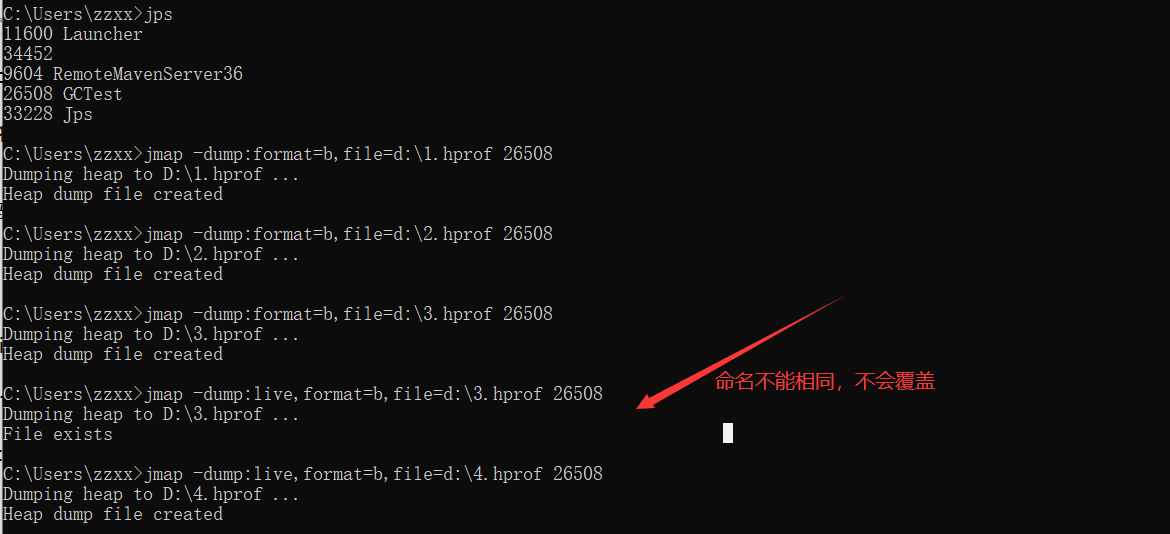 C:\Users\zzxx>jps
11600 Launcher
34452
9604 RemoteMavenServer36
26508 GCTest
33228 Jps
C:\Users\zzxx>jmap -dump:format=b,file=d:\1.hprof 26508
Dumping heap to D:\1.hprof ...
Heap dump file created
C:\Users\zzxx>jmap -dump:format=b,file=d:\2.hprof 26508
Dumping heap to D:\2.hprof ...
Heap dump file created
C:\Users\zzxx>jmap -dump:format=b,file=d:\3.hprof 26508
Dumping heap to D:\3.hprof ...
Heap dump file created
命名不能相同，不会覆盖
C:\Users\zzxx>jmap -dump:live,format=b,file=d:\3.hprof 26508
Dumping heap to D:\3.hprof ...
File exists
C:\Users\zzxx>jmap -dump:live,format=b,file=d:\4.hprof 26508
Dumping heap to D:\4.hprof ...
Heap dump file created